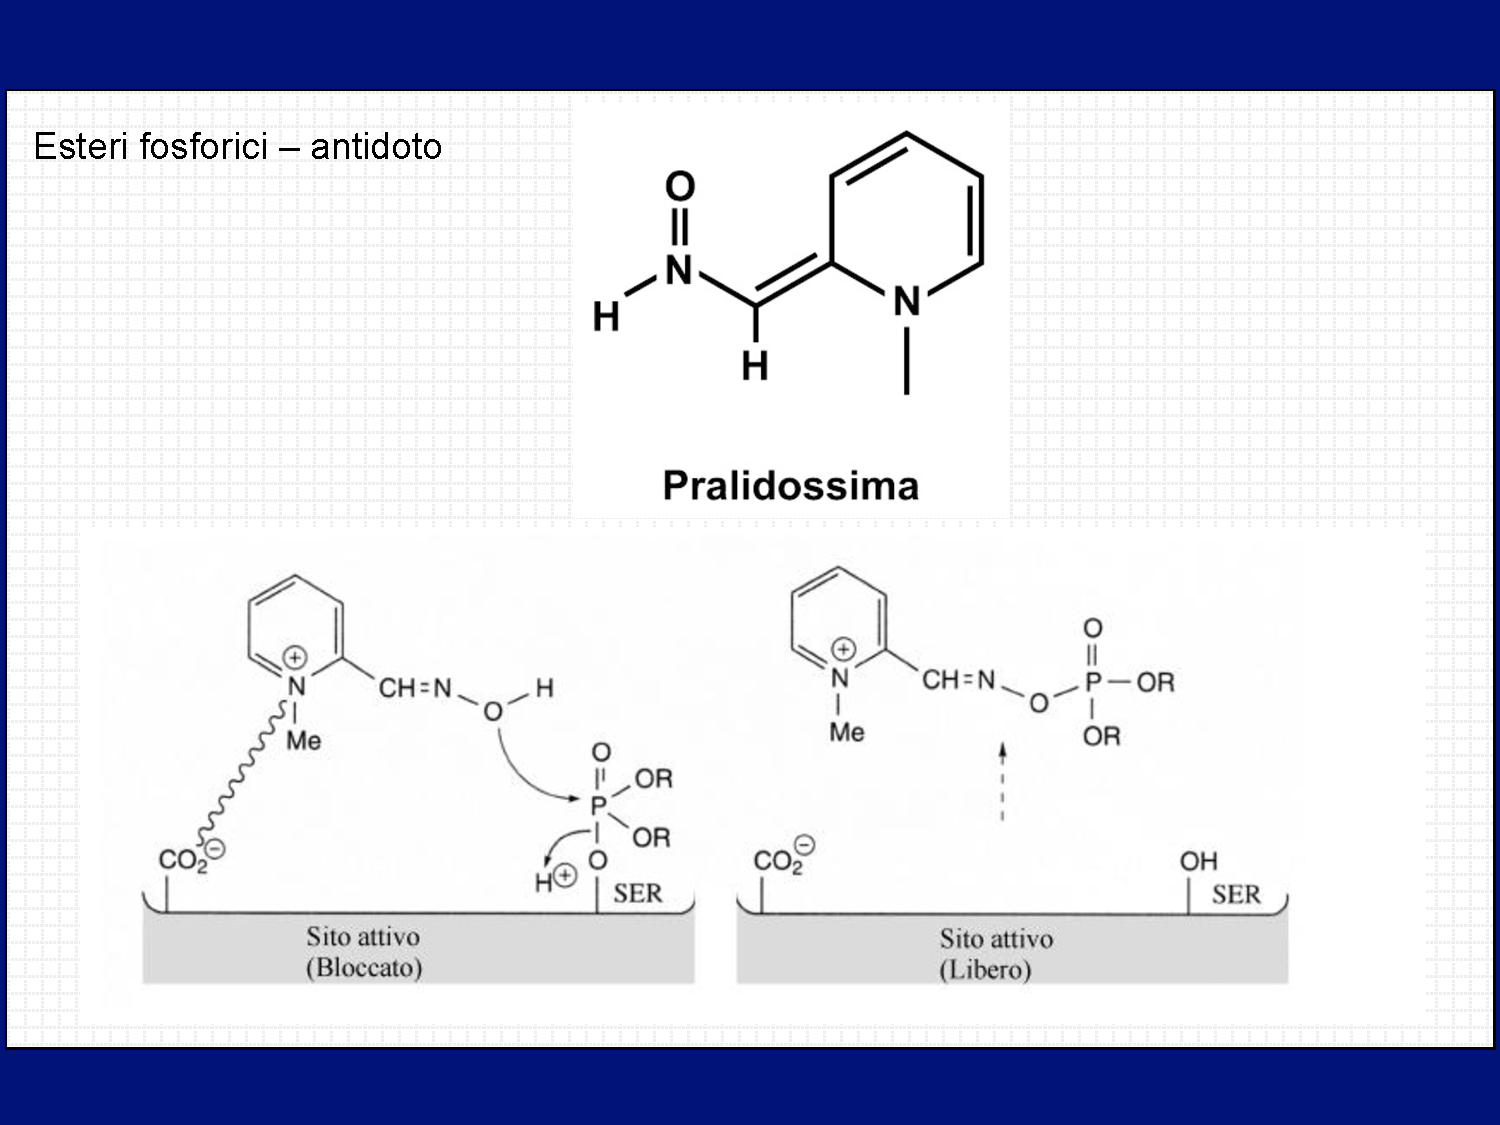 Esteri fosforici – antidoto
O
N
H
H
N
Pralidossima
N
⊕
Me
CH=N
O
H
O
P
OR
OR
O
H⊕
CO2⊖
SER
Sito attivo
(Bloccato)
N
⊕
Me
CH=N
O
O
P
OR
OR
CO2⊖
OH
SER
Sito attivo
(Libero)